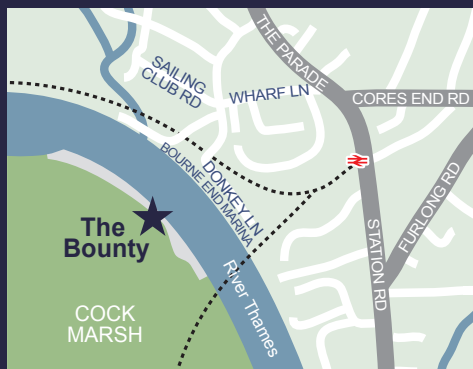 THE PARADE
SAILING
CLUB RD
WHARF LN
CORES END RD
DONKEY LN
BOURNE END MARINA
FURLONG RD
The
Bounty
STATION RD
River Thames
COCK
MARSH